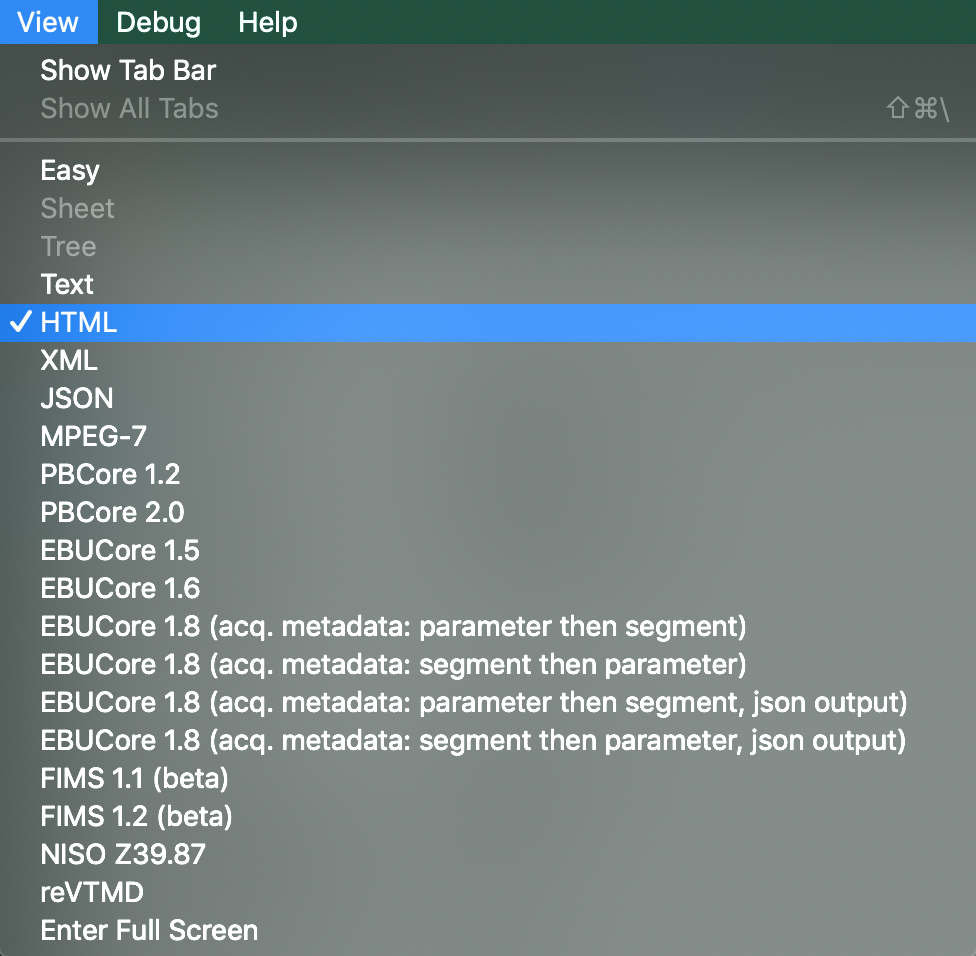 View Debug Help
Show Tab Bar
Show All Tabs ⇧⌘\
Easy
Sheet
Tree
Text
✓ HTML
XML
JSON
MPEG-7
PBCore 1.2
PBCore 2.0
EBUCore 1.5
EBUCore 1.6
EBUCore 1.8 (acq. metadata: parameter then segment)
EBUCore 1.8 (acq. metadata: segment then parameter)
EBUCore 1.8 (acq. metadata: parameter then segment, json output)
EBUCore 1.8 (acq. metadata: segment then parameter, json output)
FIMS 1.1 (beta)
FIMS 1.2 (beta)
NISO Z39.87
reVTMD
Enter Full Screen